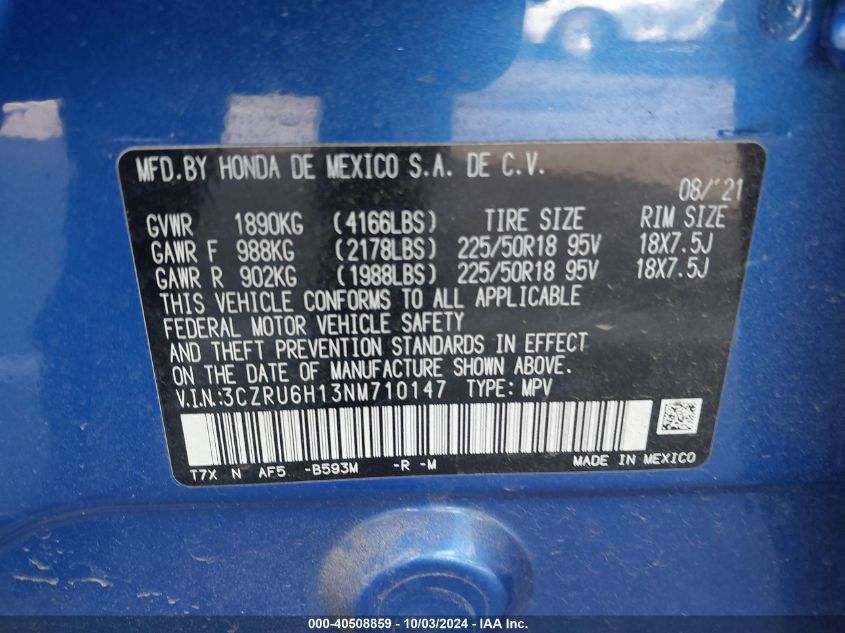 MFD.BY HONDA DE MEXICO S.A. DE C.V.
08/'21
GVWR 1890KG (4166LBS) TIRE SIZE RIM SIZE
GAWR F 988KG (2178LBS) 225/50R18 95V 18X7.5J
GAWR R 902KG (1988LBS) 225/50R18 95V 18X7.5J
THIS VEHICLE CONFORMS TO ALL APPLICABLE
FEDERAL MOTOR VEHICLE SAFETY
AND THEFT PREVENTION STANDARDS IN EFFECT
ON THE DATE OF MANUFACTURE SHOWN ABOVE.
V.I.N.:3CZRU6H13NM710147 TYPE: MPV
T7X N AF5 -B593M -R -M MADE IN MEXICO
000-40508859 - 10/03/2024 - IAA Inc.